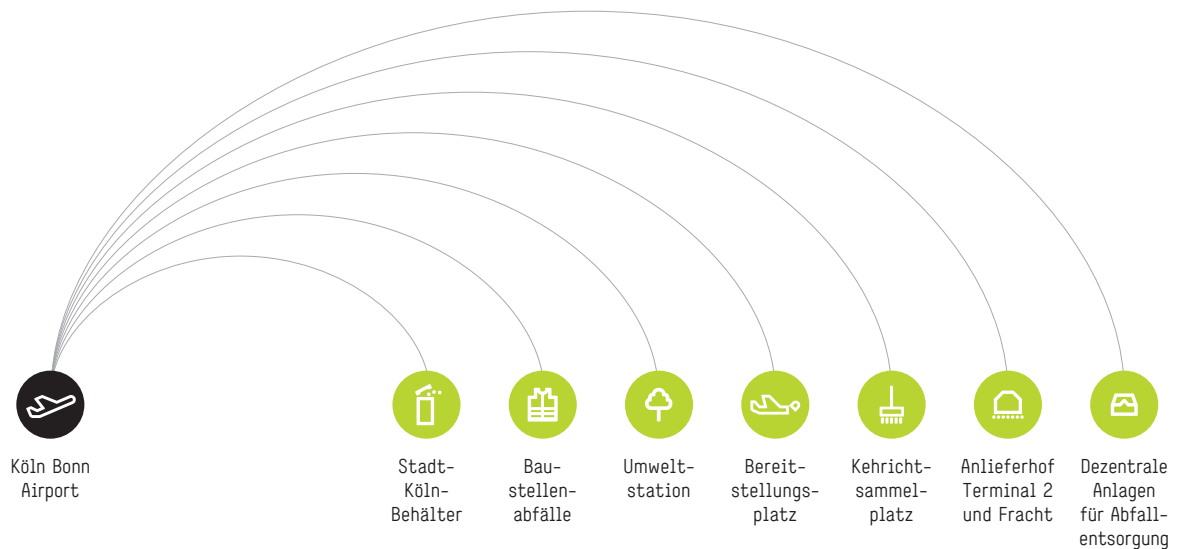 Köln Bonn
Airport
Stadt-
Köln-
Behälter
Bau-
stellen-
abfälle
Umwelt-
station
Bereit-
stellungs-
platz
Kehricht-
sammel-
platz
Anlieferhof
Terminal 2
und Fracht
Dezentrale
Anlagen
für Abfall-
entsorgung